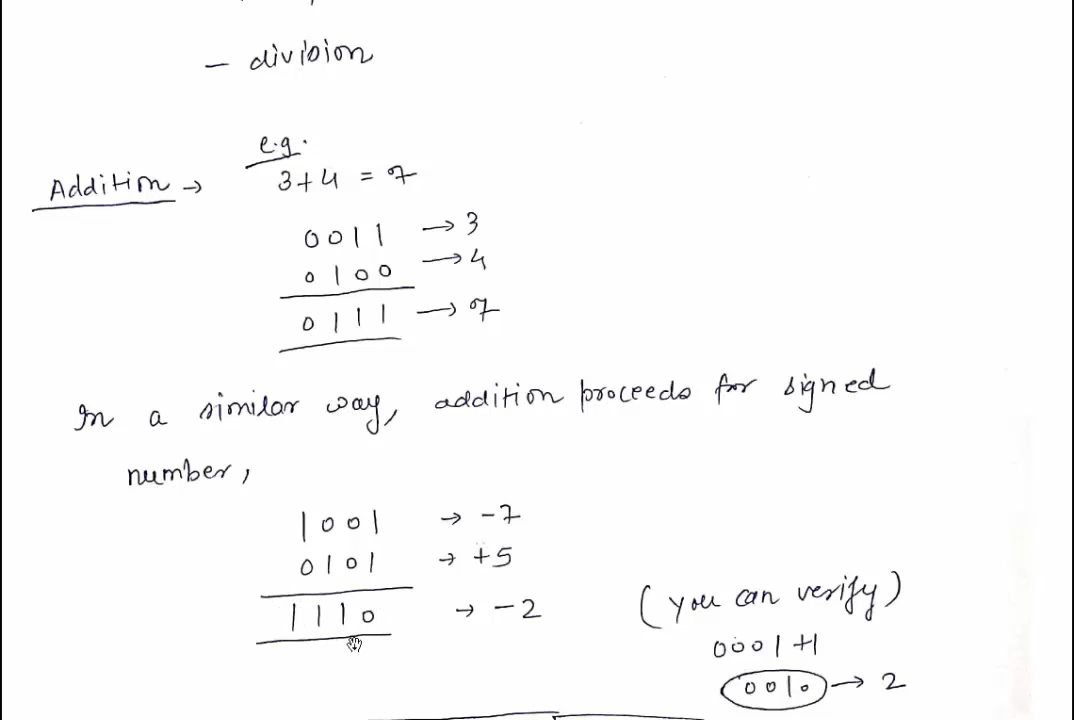 - division
e.g.
Addition → 3+4 = 7
0011 → 3
0100 → 4
0111 → 7
In a similar way, addition proceeds for signed
number,
1001 → -7
0101 → +5
1110 → -2 (you can verify)
0001+1
0010 → 2